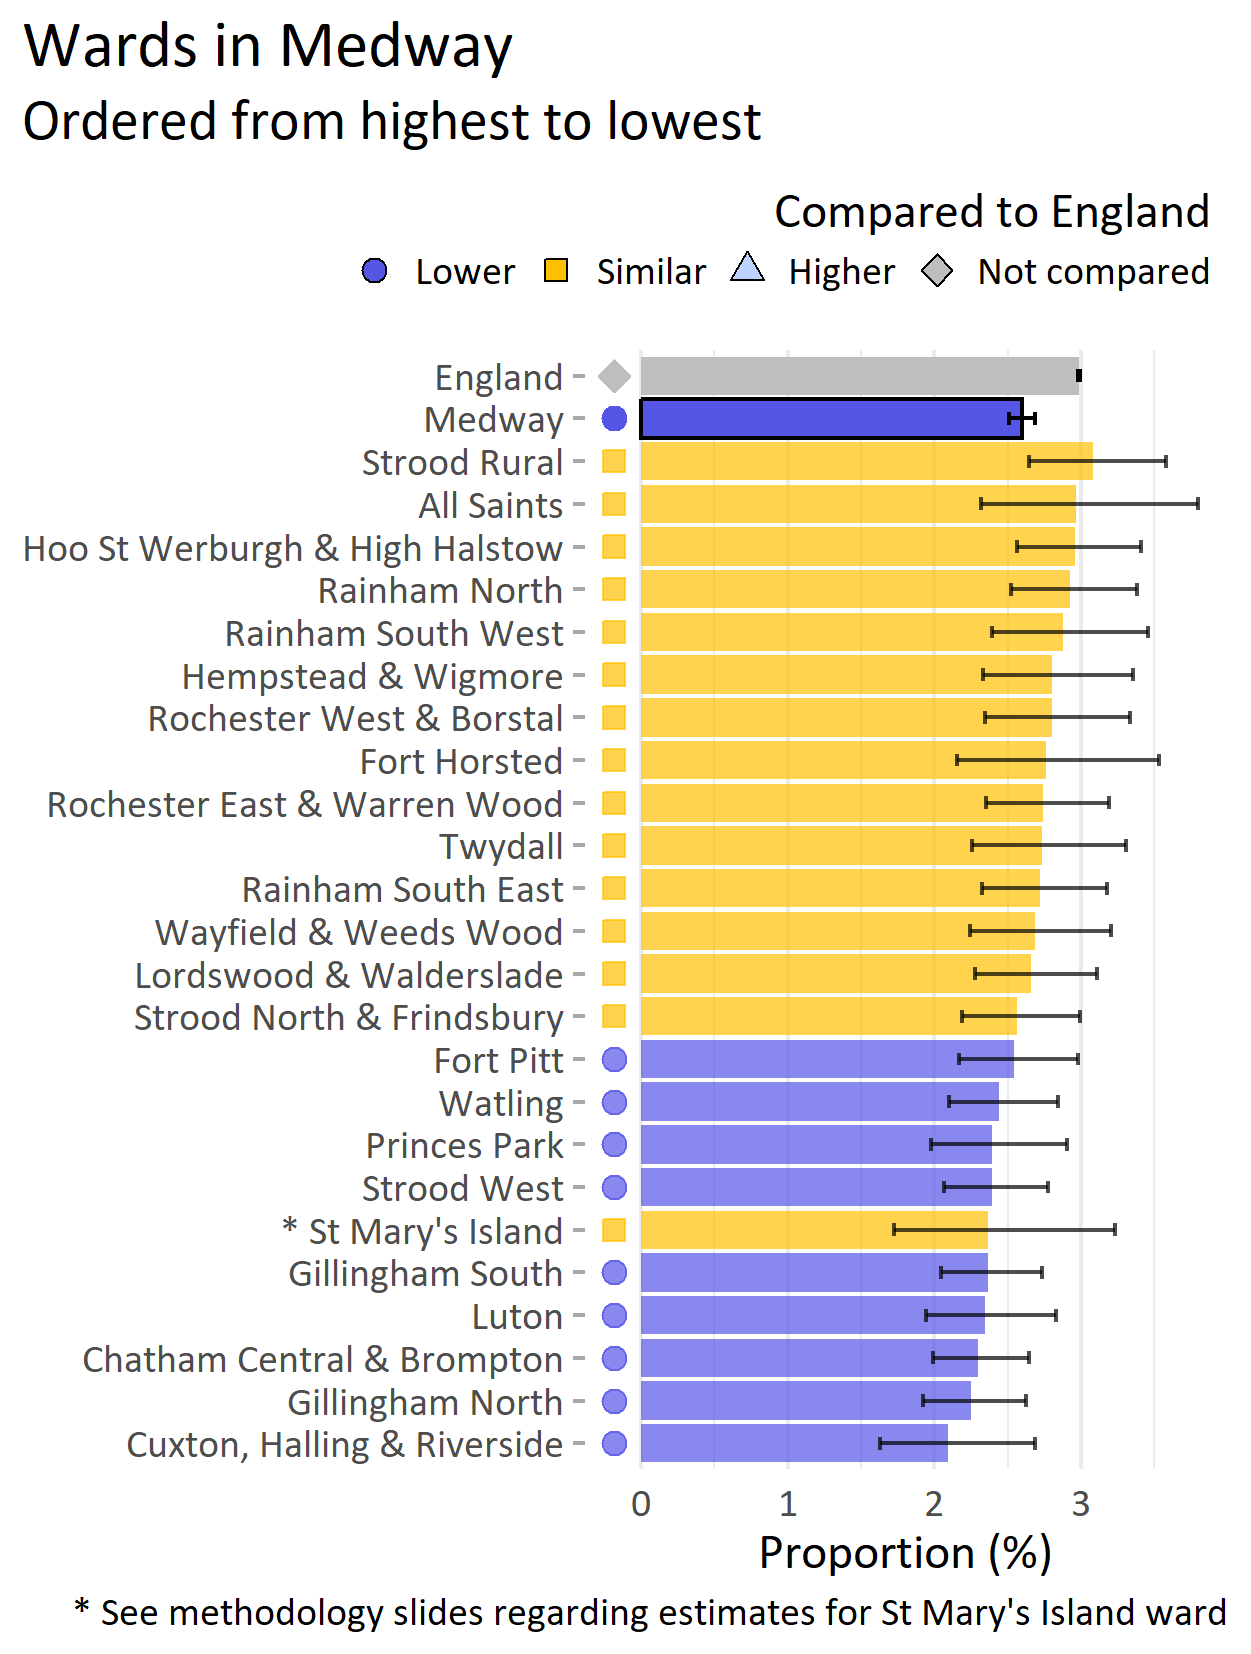 Wards in Medway
Ordered from highest to lowest
Compared to England
Lower Similar Higher Not compared
England
Medway
Strood Rural
All Saints
Hoo St Werburgh & High Halstow
Rainham North
Rainham South West
Hempstead & Wigmore
Rochester West & Borstal
Fort Horsted
Rochester East & Warren Wood
Twydall
Rainham South East
Wayfield & Weeds Wood
Lordswood & Walderslade
Strood North & Frindsbury
Fort Pitt
Watling
Princes Park
Strood West
* St Mary's Island
Gillingham South
Luton
Chatham Central & Brompton
Gillingham North
Cuxton, Halling & Riverside
0 1 2 3
Proportion (%)
* See methodology slides regarding estimates for St Mary's Island ward